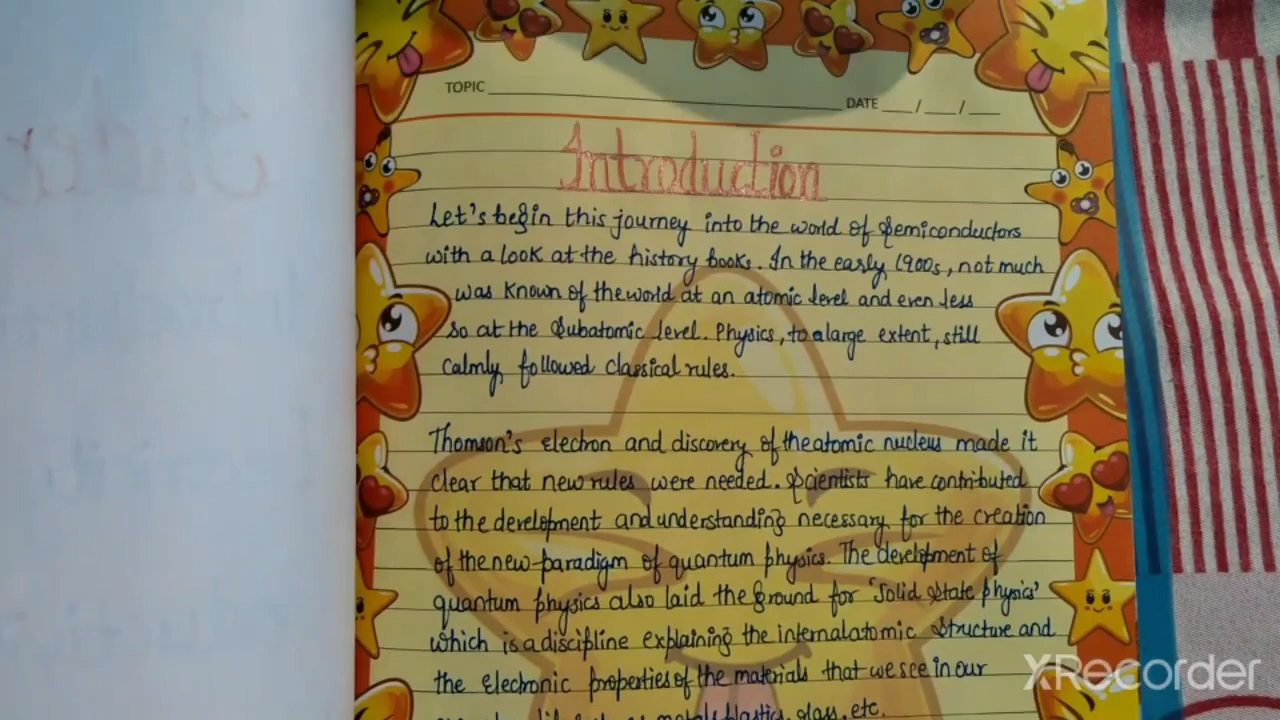 TOPIC
DATE / /
Introduction
Let's begin this journey into the world of Semiconductors
with a look at the history books. In the early 1900s, not much
was known of the world at an atomic level and even less
so at the Subatomic level. Physics, to a large extent, still
calmly followed classical rules.
Thomson's electron and discovery of the atomic nucleus made it
clear that new rules were needed. Scientists have contributed
to the development and understanding necessary for the creation
of the new paradigm of quantum physics. The development of
quantum physics also laid the ground for 'Solid State physics'
which is a discipline explaining the internal atomic structure and
the electronic properties of the materials that we see in our
metals, plastics, glass, etc.
XRecorder